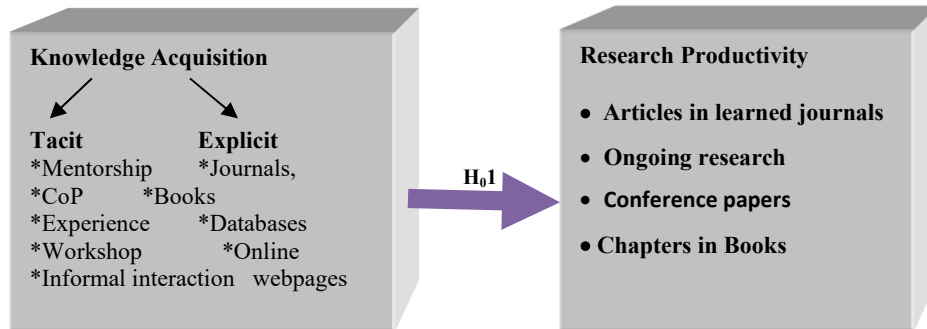 Knowledge Acquisition
Tacit Explicit
*Mentorship *Journals,
*CoP *Books
*Experience *Databases
*Workshop *Online
*Informal interaction webpages
H₀1
Research Productivity
• Articles in learned journals
• Ongoing research
• Conference papers
• Chapters in Books